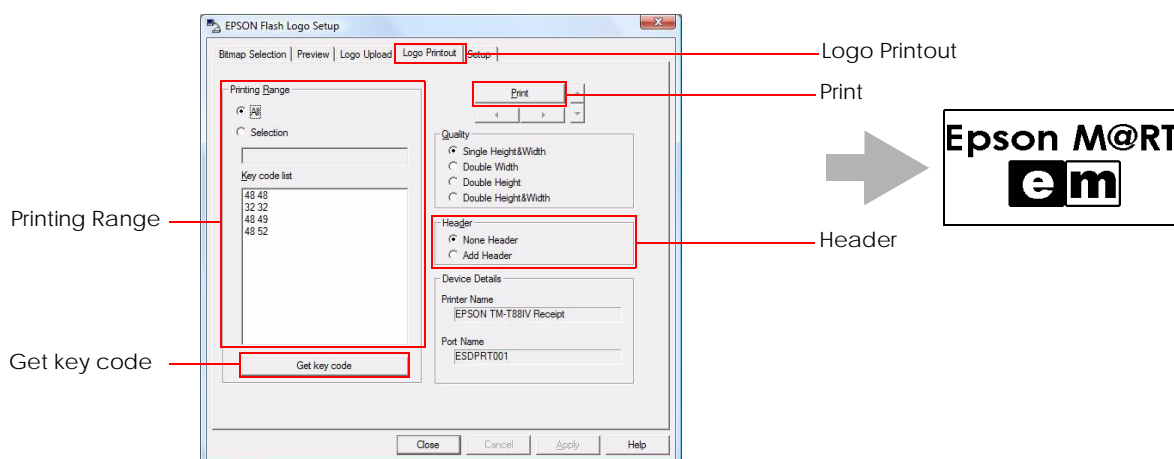 EPSON Flash Logo Setup
Bitmap Selection
Preview
Logo Upload
Logo Printout
Setup
Logo Printout
Printing Range
All
Selection
Key code list
48 48
32 32
48 49
48 52
Get key code
Print
Print
Quality
Single Height&Width
Double Width
Double Height
Double Height&Width
Header
None Header
Add Header
Header
Device Details
Printer Name
EPSON TM-T88IV Receipt
Port Name
ESDPRT001
Close
Cancel
Apply
Help
Printing Range
Get key code
Epson M@RT
e m